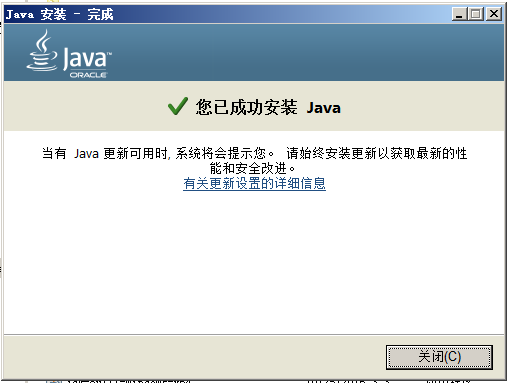 Java 安装 - 完成
Java™
ORACLE
您已成功安装 Java
当有 Java 更新可用时, 系统将会提示您。 请始终安装更新以获取最新的性
能和安全改进。
有关更新设置的详细信息
关闭(C)